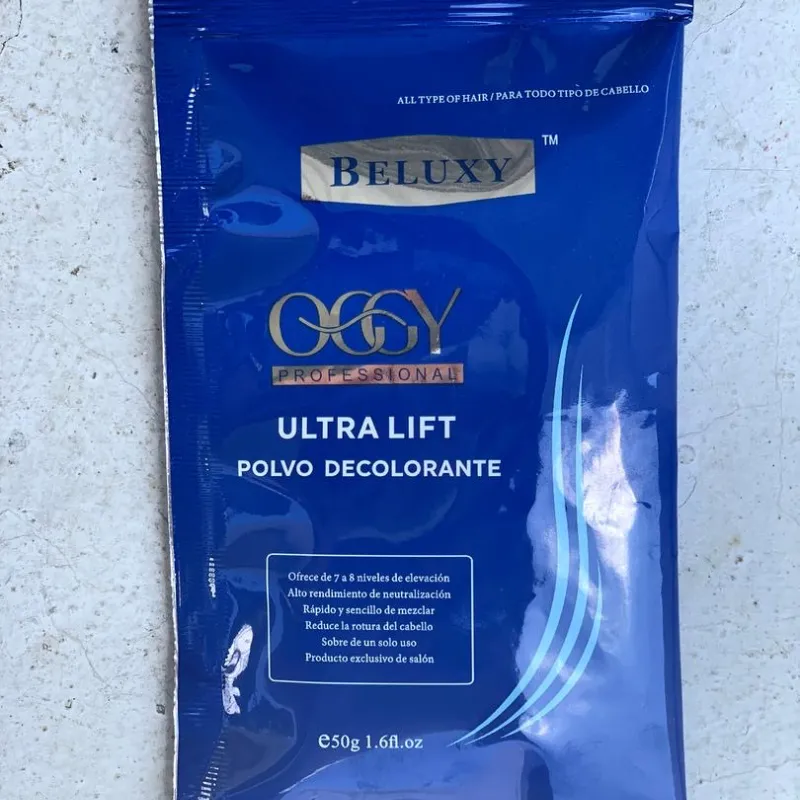 ALL TYPE OF HAIR / PARA TODO TIPO DE CABELLO
BELUXY™
OGGY
PROFESSIONAL
ULTRA LIFT
POLVO DECOLORANTE
Ofrece de 7 a 8 niveles de elevación
Alto rendimiento de neutralización
Rápido y sencillo de mezclar
Reduce la rotura del cabello
Sobre de un solo uso
Producto exclusivo de salón
℮50g 1.6fl.oz